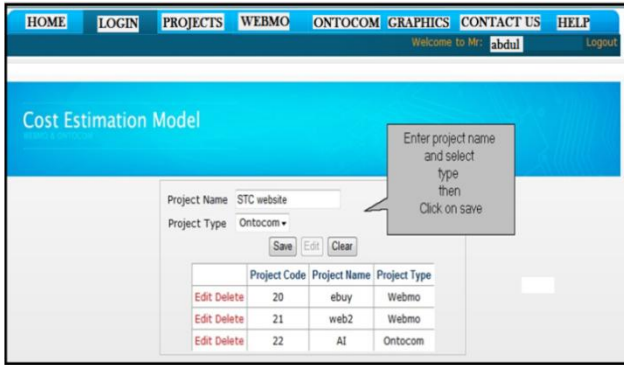 HOME LOGIN PROJECTS WEBMO ONTOCOM GRAPHICS CONTACT US HELP
Welcome to Mr: abdul Logout
Cost Estimation Model
WEBMO & ONTOCOM
Enter project name
and select
type
then
Click on save
Project Name STC website
Project Type Ontocom
Save Edit Clear
Project Code Project Name Project Type
Edit Delete 20 ebuy Webmo
Edit Delete 21 web2 Webmo
Edit Delete 22 AI Ontocom